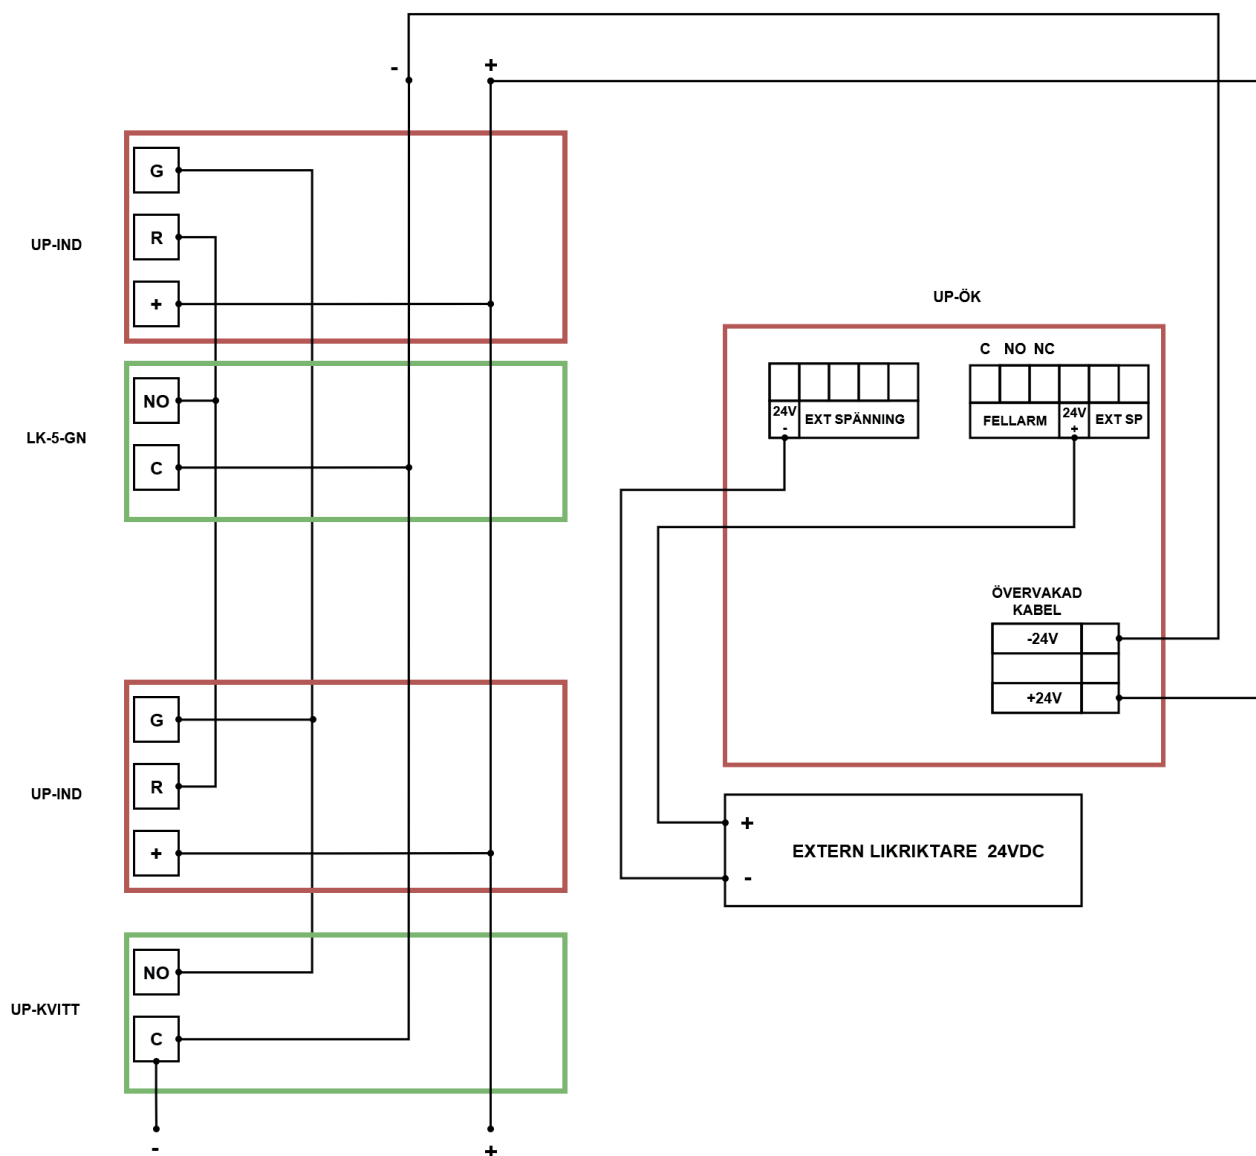 - +
G
R
UP-IND
+
NO
LK-5-GN
C
G
R
UP-IND
+
NO
UP-KVITT
C
- +
UP-ÖK
C NO NC
24V
-
EXT SPÄNNING
FELLARM
24V
+
EXT SP
ÖVERVAKAD
KABEL
-24V
+24V
+
EXTERN LIKRIKTARE 24VDC
-